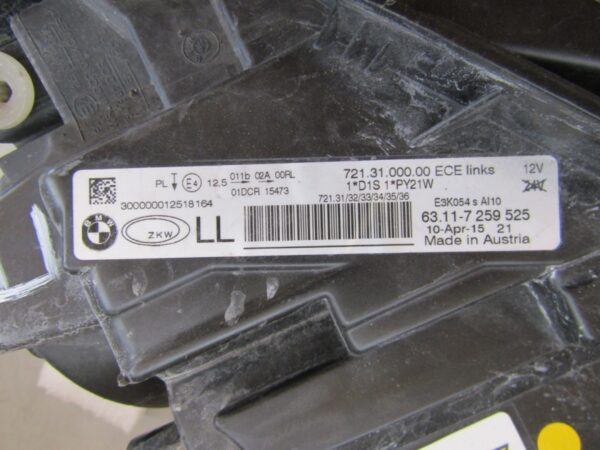 PL E4 12.5 011b 02A 00RL
01DCR 15473
721.31.000.00 ECE links 12V
1*D1S 1*PY21W 24V
300000012518164
721.31/32/33/34/35/36
E3K054 s AI10
BMW ZKW LL
63.11-7 259 525
10-Apr-15 21
Made in Austria